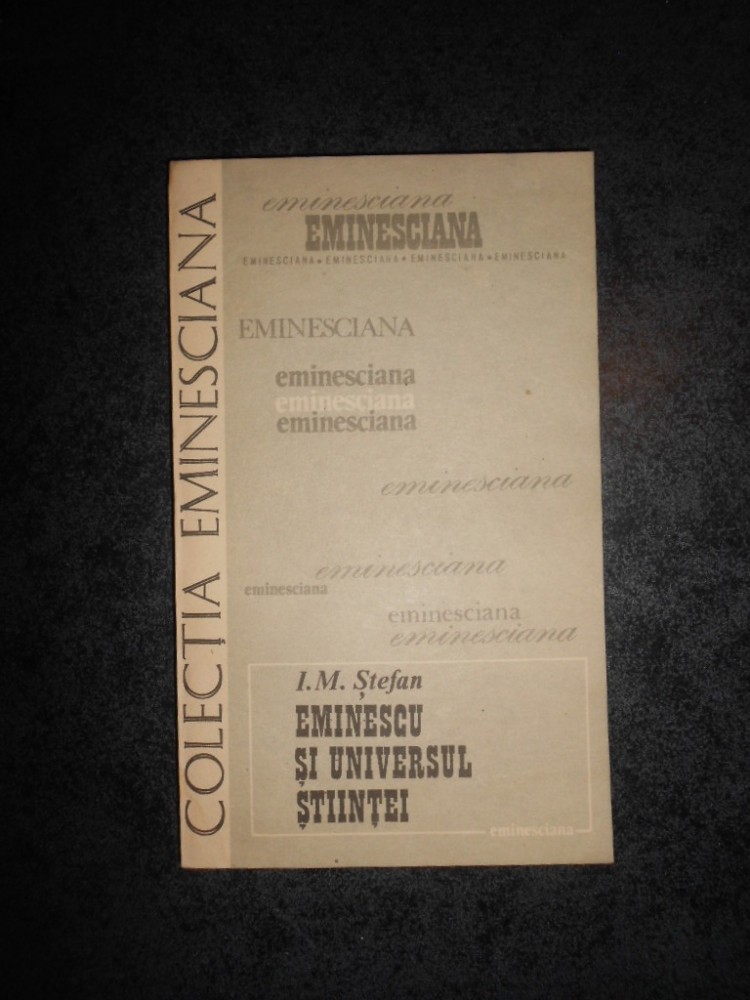 COLECȚIA EMINESCIANA
eminesciana
EMINESCIANA
EMINESCIANA • EMINESCIANA • EMINESCIANA • EMINESCIANA
EMINESCIANA
eminesciana
eminesciana
eminesciana
eminesciana
eminesciana
eminesciana
eminesciana
eminesciana
I. M. Ștefan
EMINESCU
ȘI UNIVERSUL
ȘTIINȚEI
eminesciana